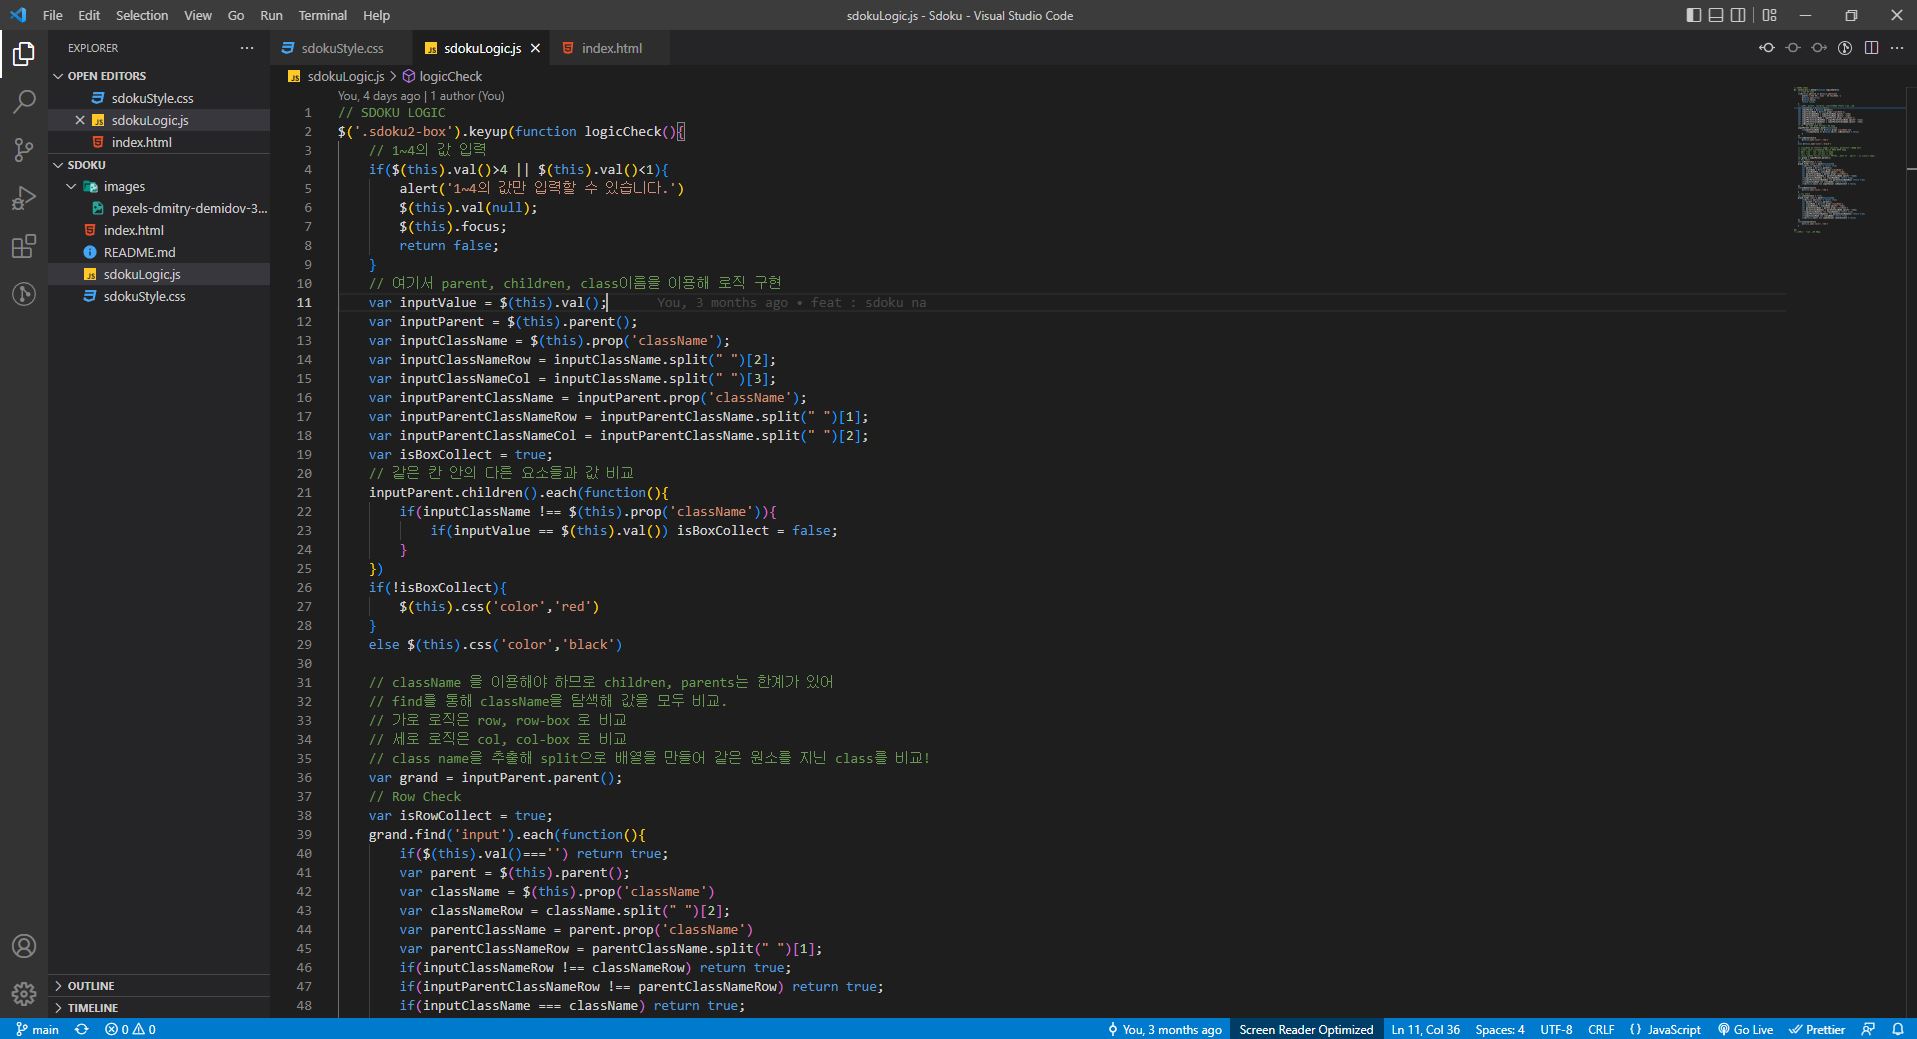 File Edit Selection View Go Run Terminal Help
sdokuLogic.js - Sdoku - Visual Studio Code
EXPLORER
OPEN EDITORS
sdokuStyle.css
sdokuLogic.js
index.html
SDOKU
images
pexels-dmitry-demidov-3...
index.html
README.md
sdokuLogic.js
sdokuStyle.css
OUTLINE
TIMELINE
sdokuStyle.css sdokuLogic.js index.html
sdokuLogic.js > logicCheck
You, 4 days ago | 1 author (You)
1 // SDOKU LOGIC
2 $('.sdoku2-box').keyup(function logicCheck(){
3 // 1~4의 값 입력
4 if($(this).val()>4 || $(this).val()<1){
5 alert('1~4의 값만 입력할 수 있습니다.')
6 $(this).val(null);
7 $(this).focus;
8 return false;
9 }
10 // 여기서 parent, children, class이름을 이용해 로직 구현
11 var inputValue = $(this).val(); You, 3 months ago • feat : sdoku na
12 var inputParent = $(this).parent();
13 var inputClassName = $(this).prop('className');
14 var inputClassNameRow = inputClassName.split(" ")[2];
15 var inputClassNameCol = inputClassName.split(" ")[3];
16 var inputParentClassName = inputParent.prop('className');
17 var inputParentClassNameRow = inputParentClassName.split(" ")[1];
18 var inputParentClassNameCol = inputParentClassName.split(" ")[2];
19 var isBoxCollect = true;
20 // 같은 칸 안의 다른 요소들과 값 비교
21 inputParent.children().each(function(){
22 if(inputClassName !== $(this).prop('className')){
23 if(inputValue == $(this).val()) isBoxCollect = false;
24 }
25 })
26 if(!isBoxCollect){
27 $(this).css('color','red')
28 }
29 else $(this).css('color','black')
30
31 // className 을 이용해야 하므로 children, parents는 한계가 있어
32 // find를 통해 className을 탐색해 값을 모두 비교.
33 // 가로 로직은 row, row-box 로 비교
34 // 세로 로직은 col, col-box 로 비교
35 // class name을 추출해 split으로 배열을 만들어 같은 원소를 지닌 class를 비교!
36 var grand = inputParent.parent();
37 // Row Check
38 var isRowCollect = true;
39 grand.find('input').each(function(){
40 if($(this).val()==='') return true;
41 var parent = $(this).parent();
42 var className = $(this).prop('className')
43 var classNameRow = className.split(" ")[2];
44 var parentClassName = parent.prop('className')
45 var parentClassNameRow = parentClassName.split(" ")[1];
46 if(inputClassNameRow !== classNameRow) return true;
47 if(inputParentClassNameRow !== parentClassNameRow) return true;
48 if(inputClassName === className) return true;
main 0 0 You, 3 months ago Screen Reader Optimized Ln 11, Col 36 Spaces: 4 UTF-8 CRLF {} JavaScript Go Live Prettier